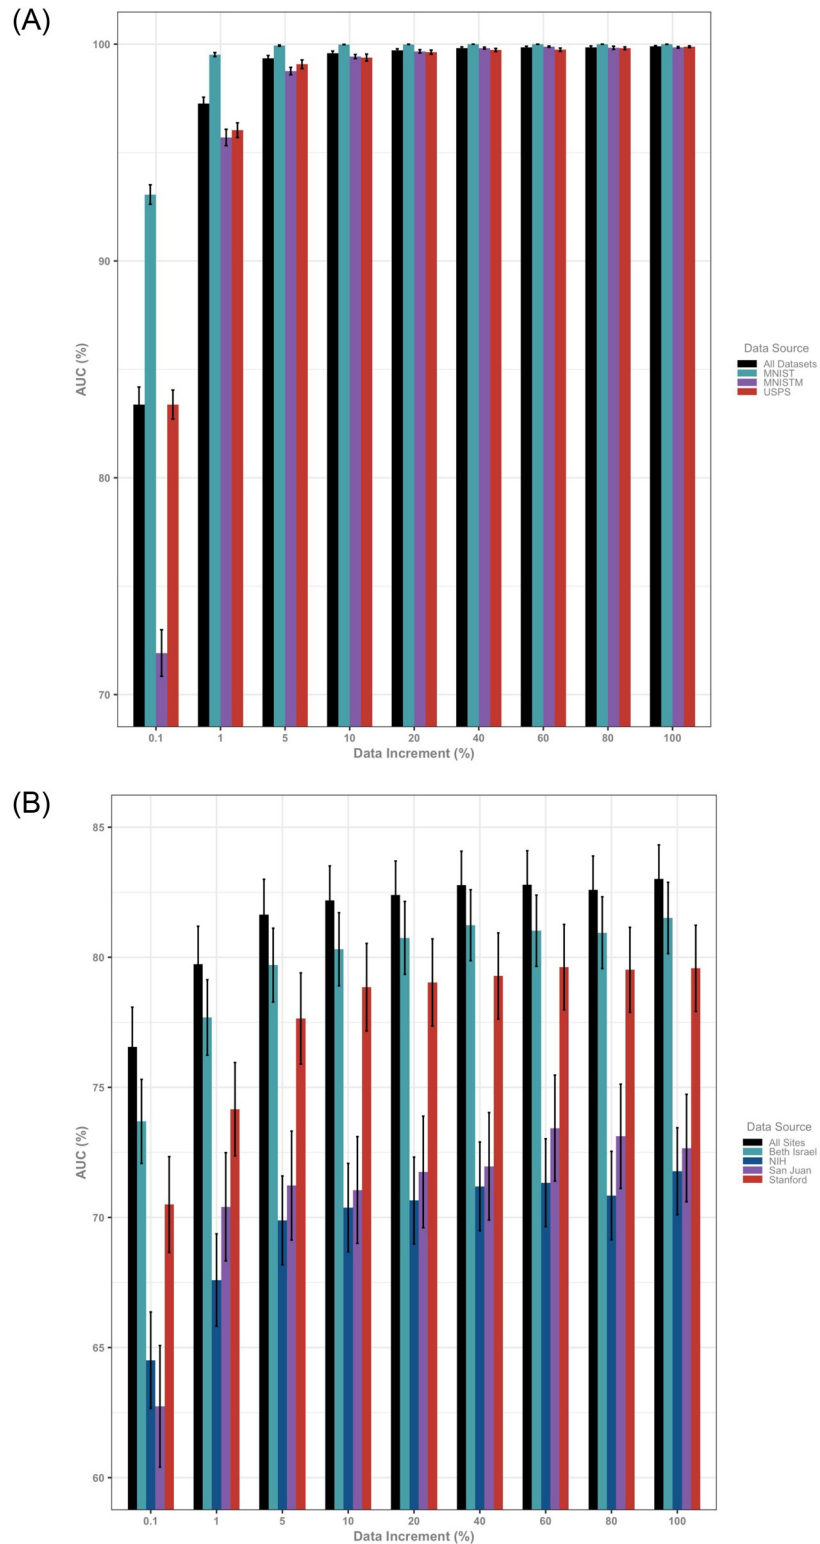 (A)
100
90
80
70
AUC (%)
0.1 1 5 10 20 40 60 80 100
Data Increment (%)
Data Source
All Datasets
MNIST
MNISTM
USPS
(B)
85
80
75
70
65
60
AUC (%)
0.1 1 5 10 20 40 60 80 100
Data Increment (%)
Data Source
All Sites
Beth Israel
NIH
San Juan
Stanford